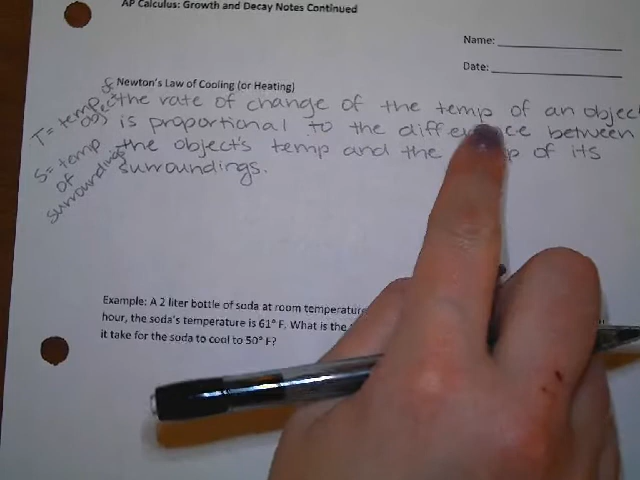 AP Calculus: Growth and Decay Notes Continued
Name:
Date:
Newton's Law of Cooling (or Heating)
the rate of change of the temp of an object
is proportional to the difference between
the object's temp and the of its
surroundings.
T = temp of
object
S = temp
of
surroundings
Example: A 2 liter bottle of soda at room temperature
hour, the soda's temperature is 61° F. What is the
it take for the soda to cool to 50° F?